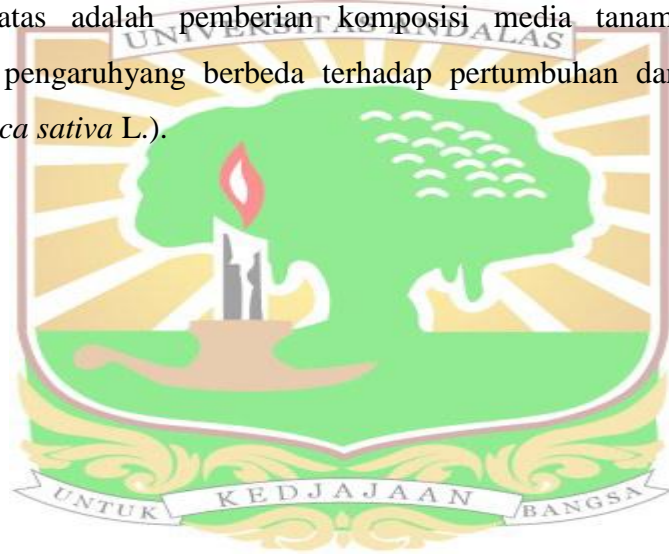 atas adalah pemberian komposisi media tanam
pengaruhyang berbeda terhadap pertumbuhan dan
ca sativa L.).
UNIVERSITAS ANDALAS
UNTUK KEDJAJAAN BANGSA